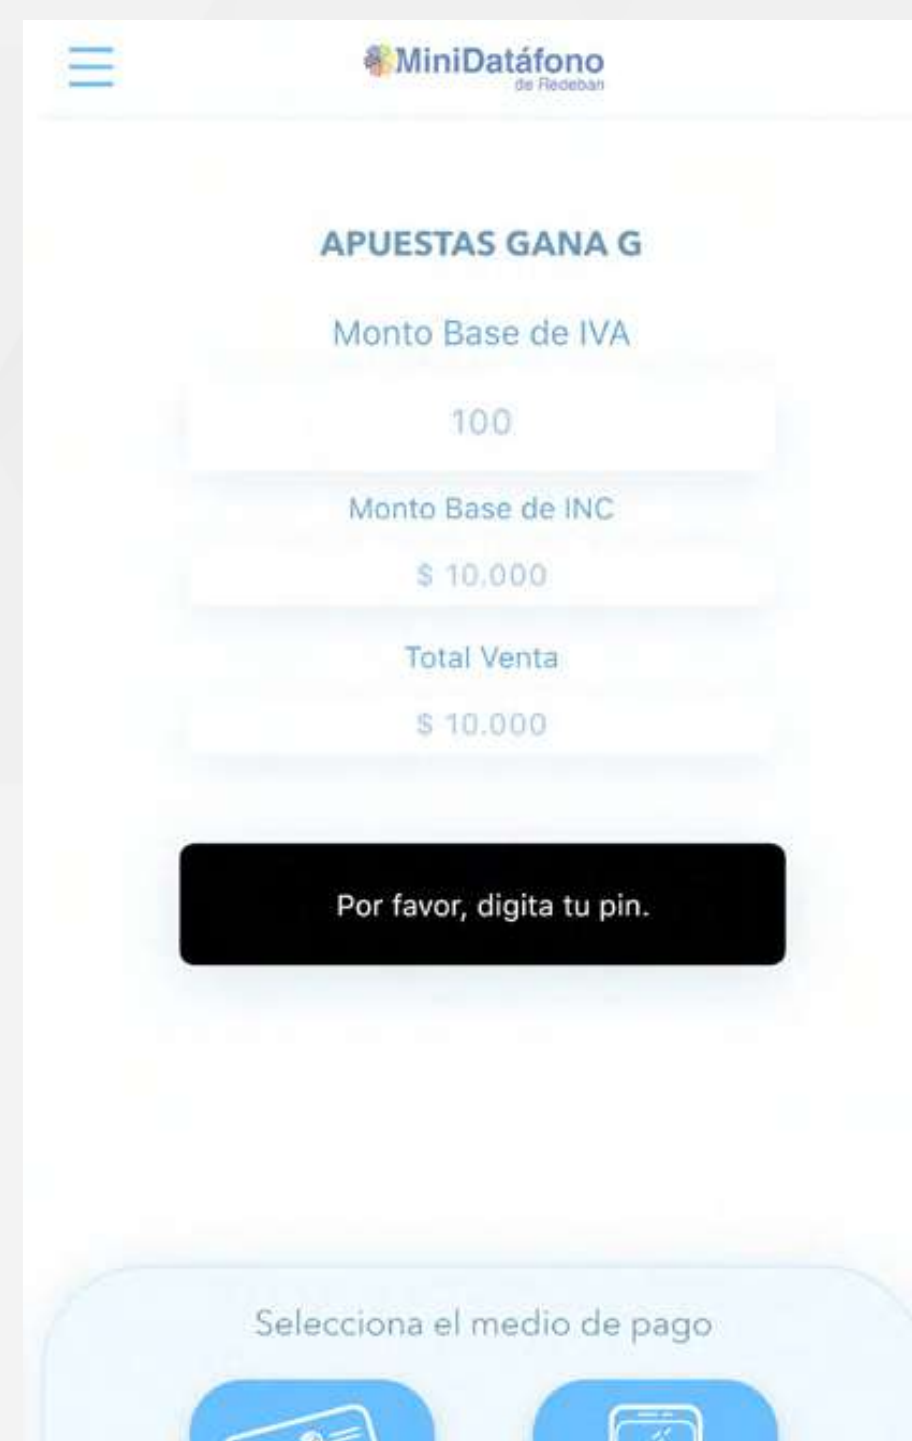 MiniDatáfono
de Redeban
APUESTAS GANA G
Monto Base de IVA
100
Monto Base de INC
$ 10.000
Total Venta
$ 10.000
Por favor, digita tu pin.
Selecciona el medio de pago